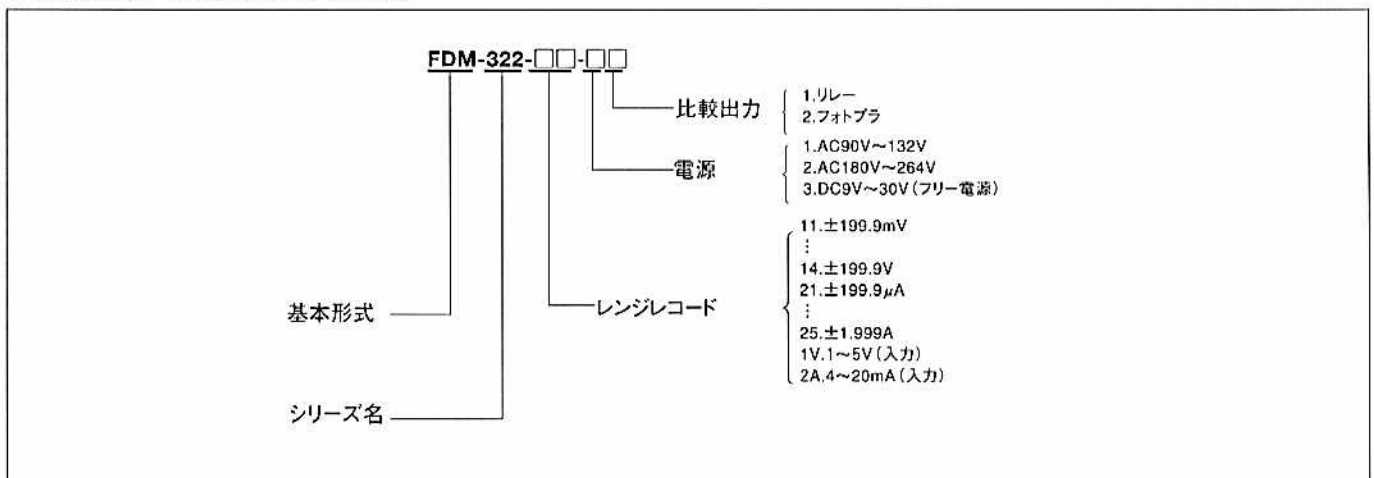 FDM-322-□□-□□
比較出力
1.リレー
2.フォトプラ
電源
1.AC90V～132V
2.AC180V～264V
3.DC9V～30V(フリー電源)
レンジレコード
11.±199.9mV
⋮
14.±199.9V
21.±199.9μA
⋮
25.±1.999A
1V.1～5V(入力)
2A.4～20mA(入力)
基本形式
シリーズ名